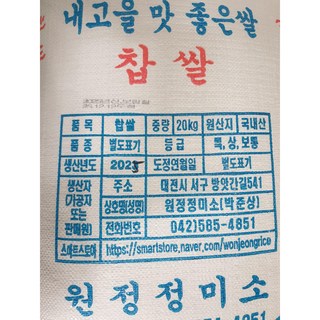 내고을 맛 좋은쌀
찹쌀
품목 찹쌀 중량 20kg 원산지 국내산
품종 별도표기 등급 특, 상, 보통
생산년도 2025 도정연월일 별도표기
생산자 (가공자 또는 판매원) 주소 대전시 서구 방앗간길541
상호명(성명) 원정정미소(박준상)
전화번호 042)585-4851
스마트스토어 https://smartstore.naver.com/wonjeongrice
원정정미소